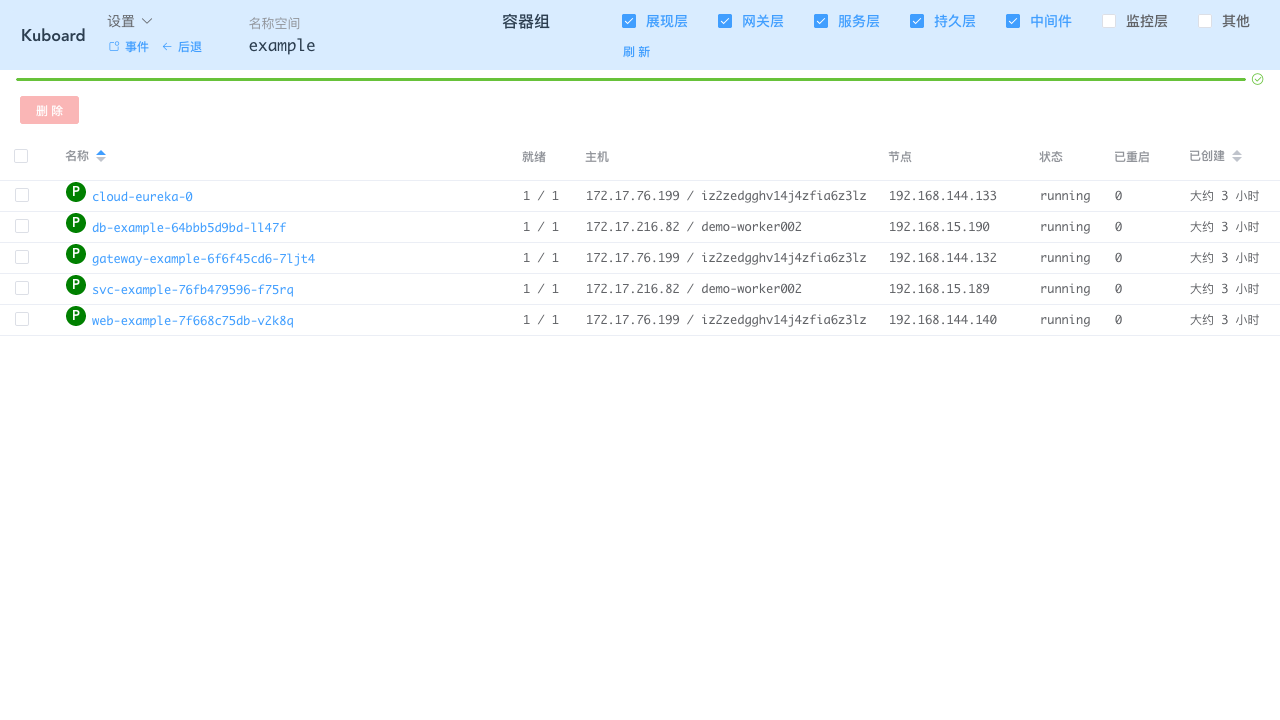 Kuboard
设置
事件 后退
名称空间
example
容器组
展现层 网关层 服务层 持久层 中间件 监控层 其他
刷 新
删 除
名称 就绪 主机 节点 状态 已重启 已创建
P cloud-eureka-0 1 / 1 172.17.76.199 / iz2zedgghv14j4zfia6z3lz 192.168.144.133 running 0 大约 3 小时
P db-example-64bbb5d9bd-ll47f 1 / 1 172.17.216.82 / demo-worker002 192.168.15.190 running 0 大约 3 小时
P gateway-example-6f6f45cd6-7ljt4 1 / 1 172.17.76.199 / iz2zedgghv14j4zfia6z3lz 192.168.144.132 running 0 大约 3 小时
P svc-example-76fb479596-f75rq 1 / 1 172.17.216.82 / demo-worker002 192.168.15.189 running 0 大约 3 小时
P web-example-7f668c75db-v2k8q 1 / 1 172.17.76.199 / iz2zedgghv14j4zfia6z3lz 192.168.144.140 running 0 大约 3 小时